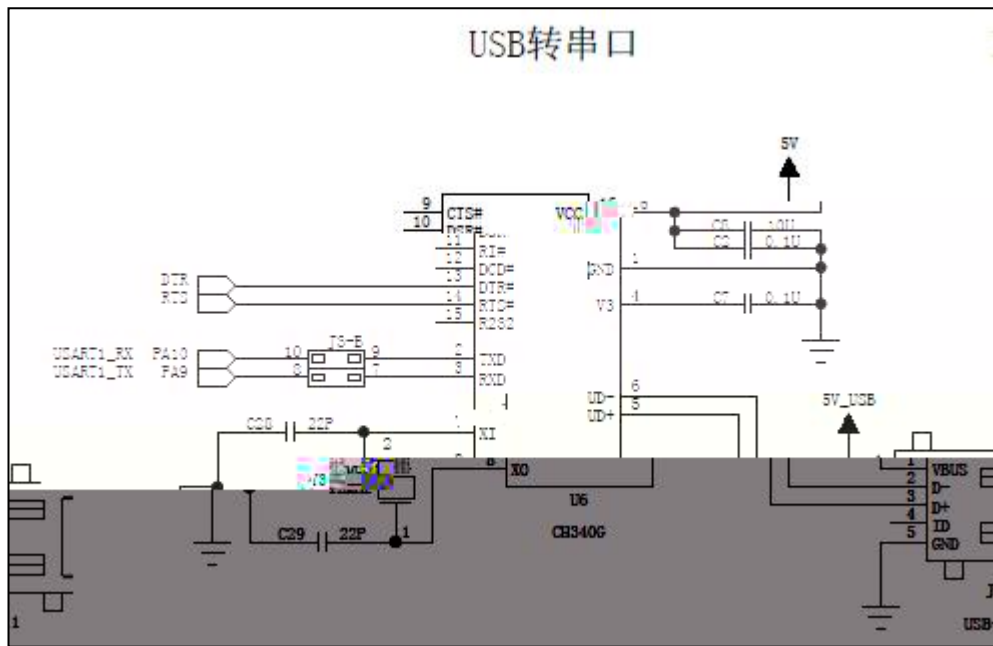 USB转串口
5V
9 CTS#
10 DSR#
VCC
C6 10U
C2 0.1U
11 RI#
12 DCD#
13 DTR#
14 RTS#
15 R232
GND 1
V3 4 C7 0.1U
DTR
RTS
J3-B
USART1_RX PA10 10 9 2 TXD
USART1_TX PA9 8 7 3 RXD
UD- 6
UD+ 5
5V_USB
C28 22P
XI
2
8 XO
1 VBUS
2 D-
3 D+
4 ID
5 GND
U6
CH340G
C29 22P 1
1
USB